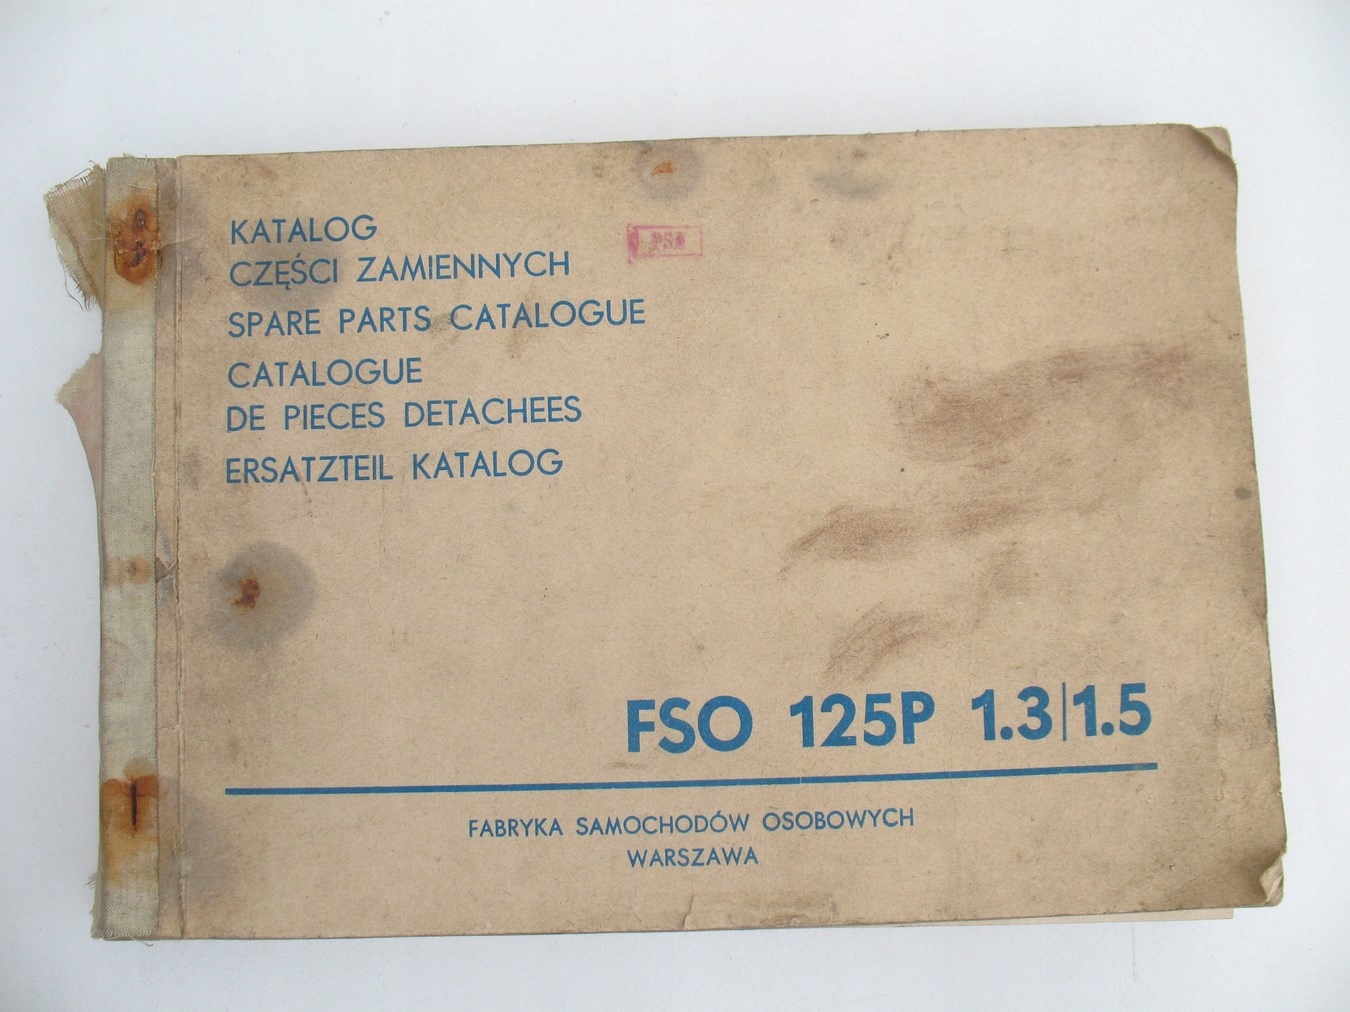 KATALOG
CZĘŚCI ZAMIENNYCH
SPARE PARTS CATALOGUE
CATALOGUE
DE PIECES DETACHEES
ERSATZTEIL KATALOG
FSO 125P 1.3|1.5
FABRYKA SAMOCHODÓW OSOBOWYCH
WARSZAWA